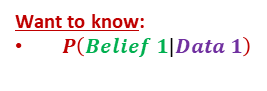 Want to know:
• P(Belief 1|Data 1)